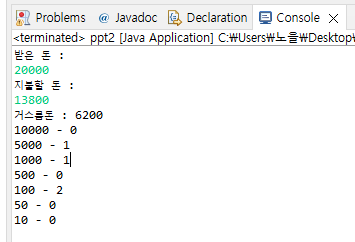 Problems @ Javadoc Declaration Console
<terminated> ppt2 [Java Application] C:₩Users₩노을₩Desktop₩
받은 돈 :
20000
지불할 돈 :
13800
거스름돈 : 6200
10000 - 0
5000 - 1
1000 - 1
500 - 0
100 - 2
50 - 0
10 - 0